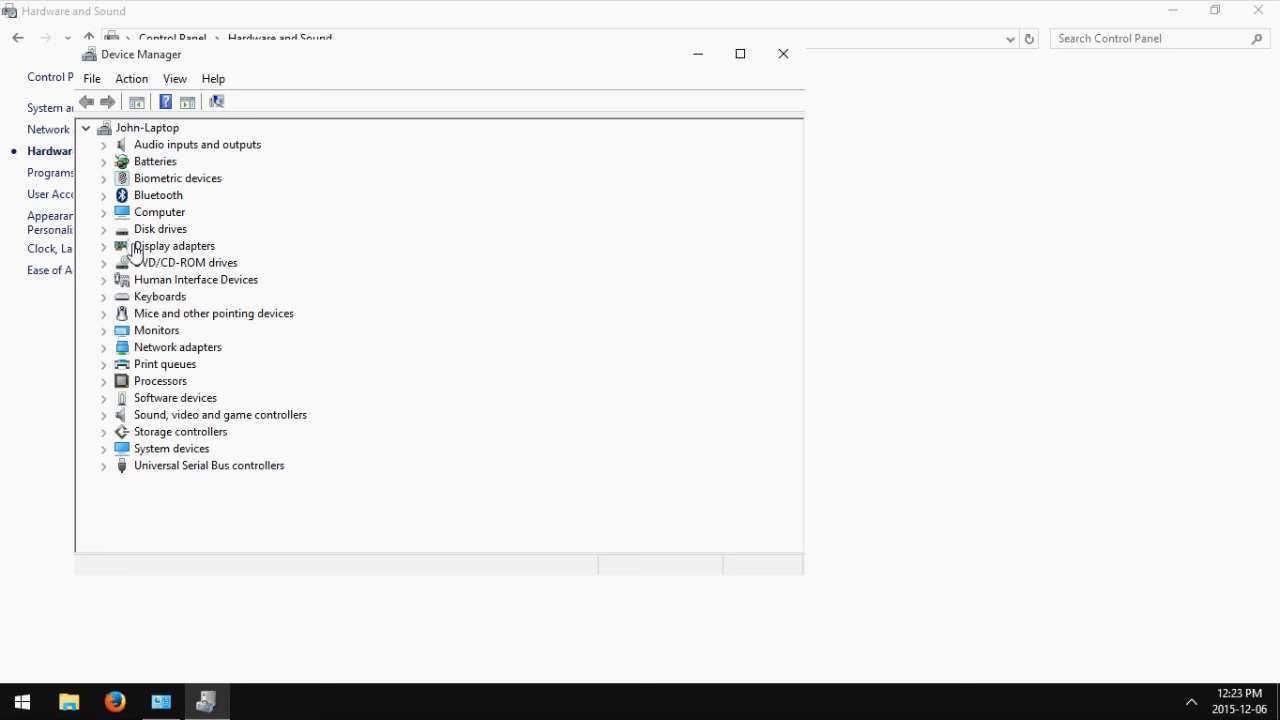 Hardware and Sound
Control Panel > Hardware and Sound
Search Control Panel
Device Manager
File Action View Help
Control P
System a
Network
Hardwar
Programs
User Acc
Appearar
Personali
Clock, La
Ease of A
John-Laptop
Audio inputs and outputs
Batteries
Biometric devices
Bluetooth
Computer
Disk drives
Display adapters
VD/CD-ROM drives
Human Interface Devices
Keyboards
Mice and other pointing devices
Monitors
Network adapters
Print queues
Processors
Software devices
Sound, video and game controllers
Storage controllers
System devices
Universal Serial Bus controllers
12:23 PM
2015-12-06